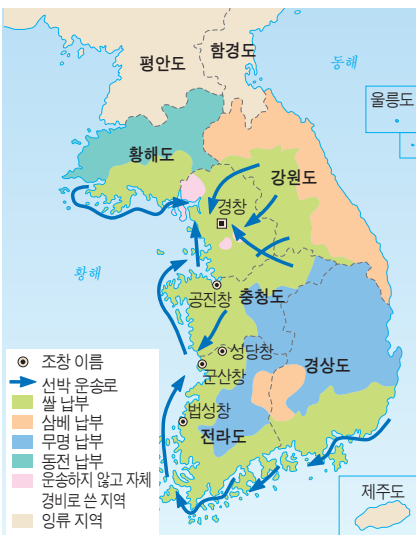 함경도
평안도
동해
울릉도
황해도
강원도
경창
황해
공진창
충청도
성당창
군산창
경상도
법성창
전라도
제주도
조창 이름
선박 운송로
쌀 납부
삼베 납부
무명 납부
동전 납부
운송하지 않고 자체
경비로 쓴 지역
잉류 지역